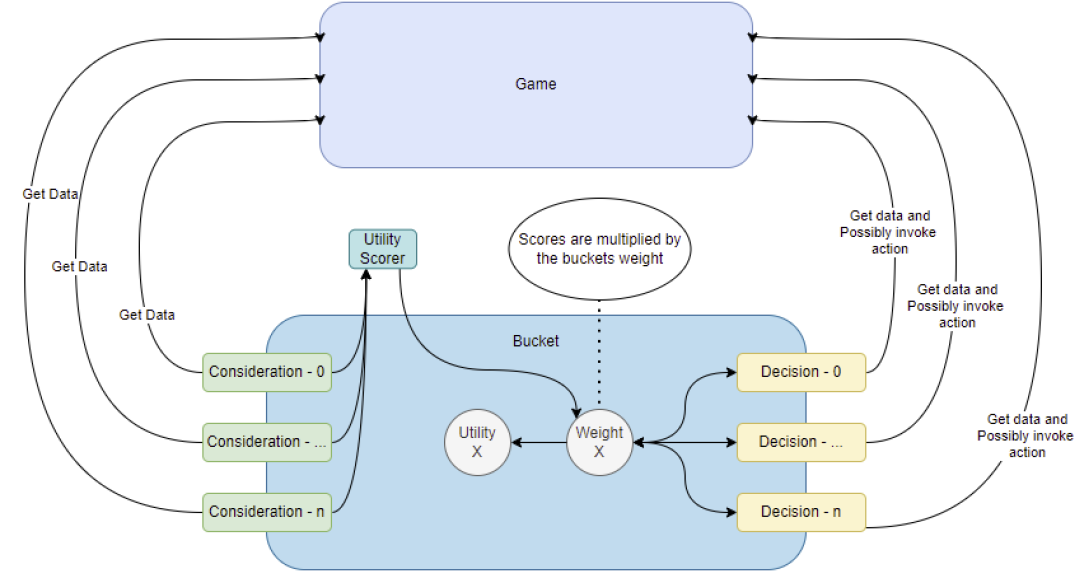 Game
Get Data
Get Data
Get Data
Utility
Scorer
Scores are multiplied by
the buckets weight
Get data and
Possibly invoke
action
Get data and
Possibly invoke
action
Get data and
Possibly invoke
action
Bucket
Consideration - 0
Consideration - ...
Consideration - n
Utility
X
Weight
X
Decision - 0
Decision - ...
Decision - n